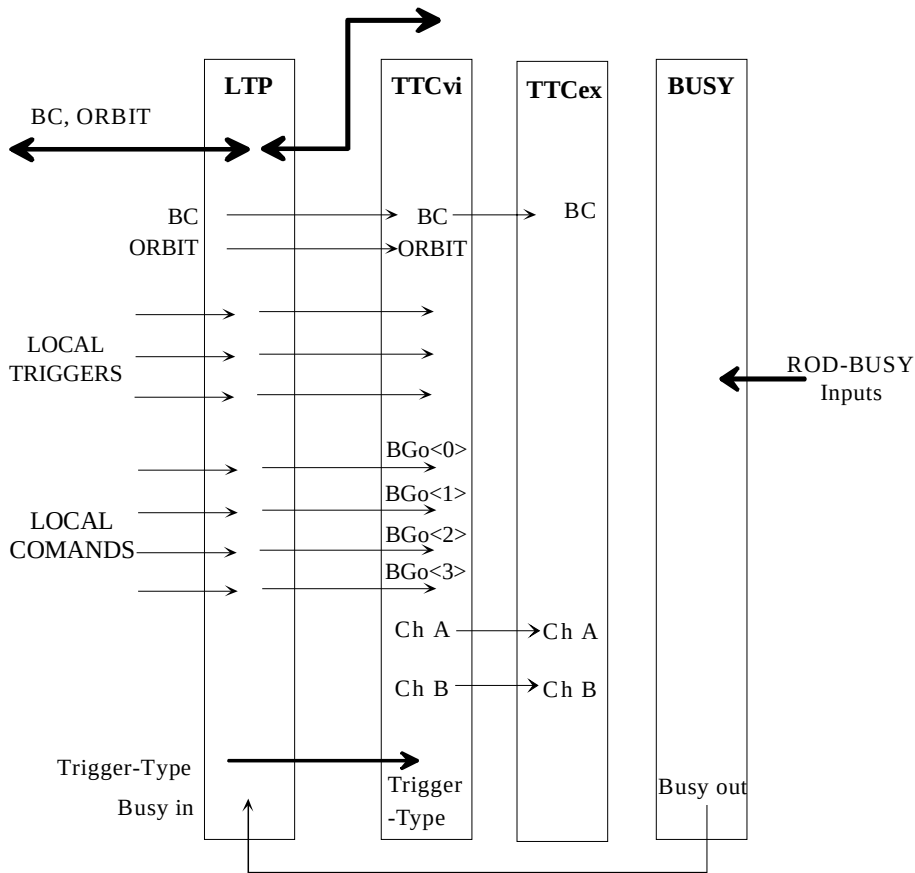 LTP
TTCvi
TTCex
BUSY
BC, ORBIT
BC
BC
BC
ORBIT
ORBIT
LOCAL
TRIGGERS
ROD-BUSY
Inputs
BGo<0>
BGo<1>
LOCAL
COMANDS
BGo<2>
BGo<3>
Ch A
Ch A
Ch B
Ch B
Trigger-Type
Trigger
-Type
Busy in
Busy out